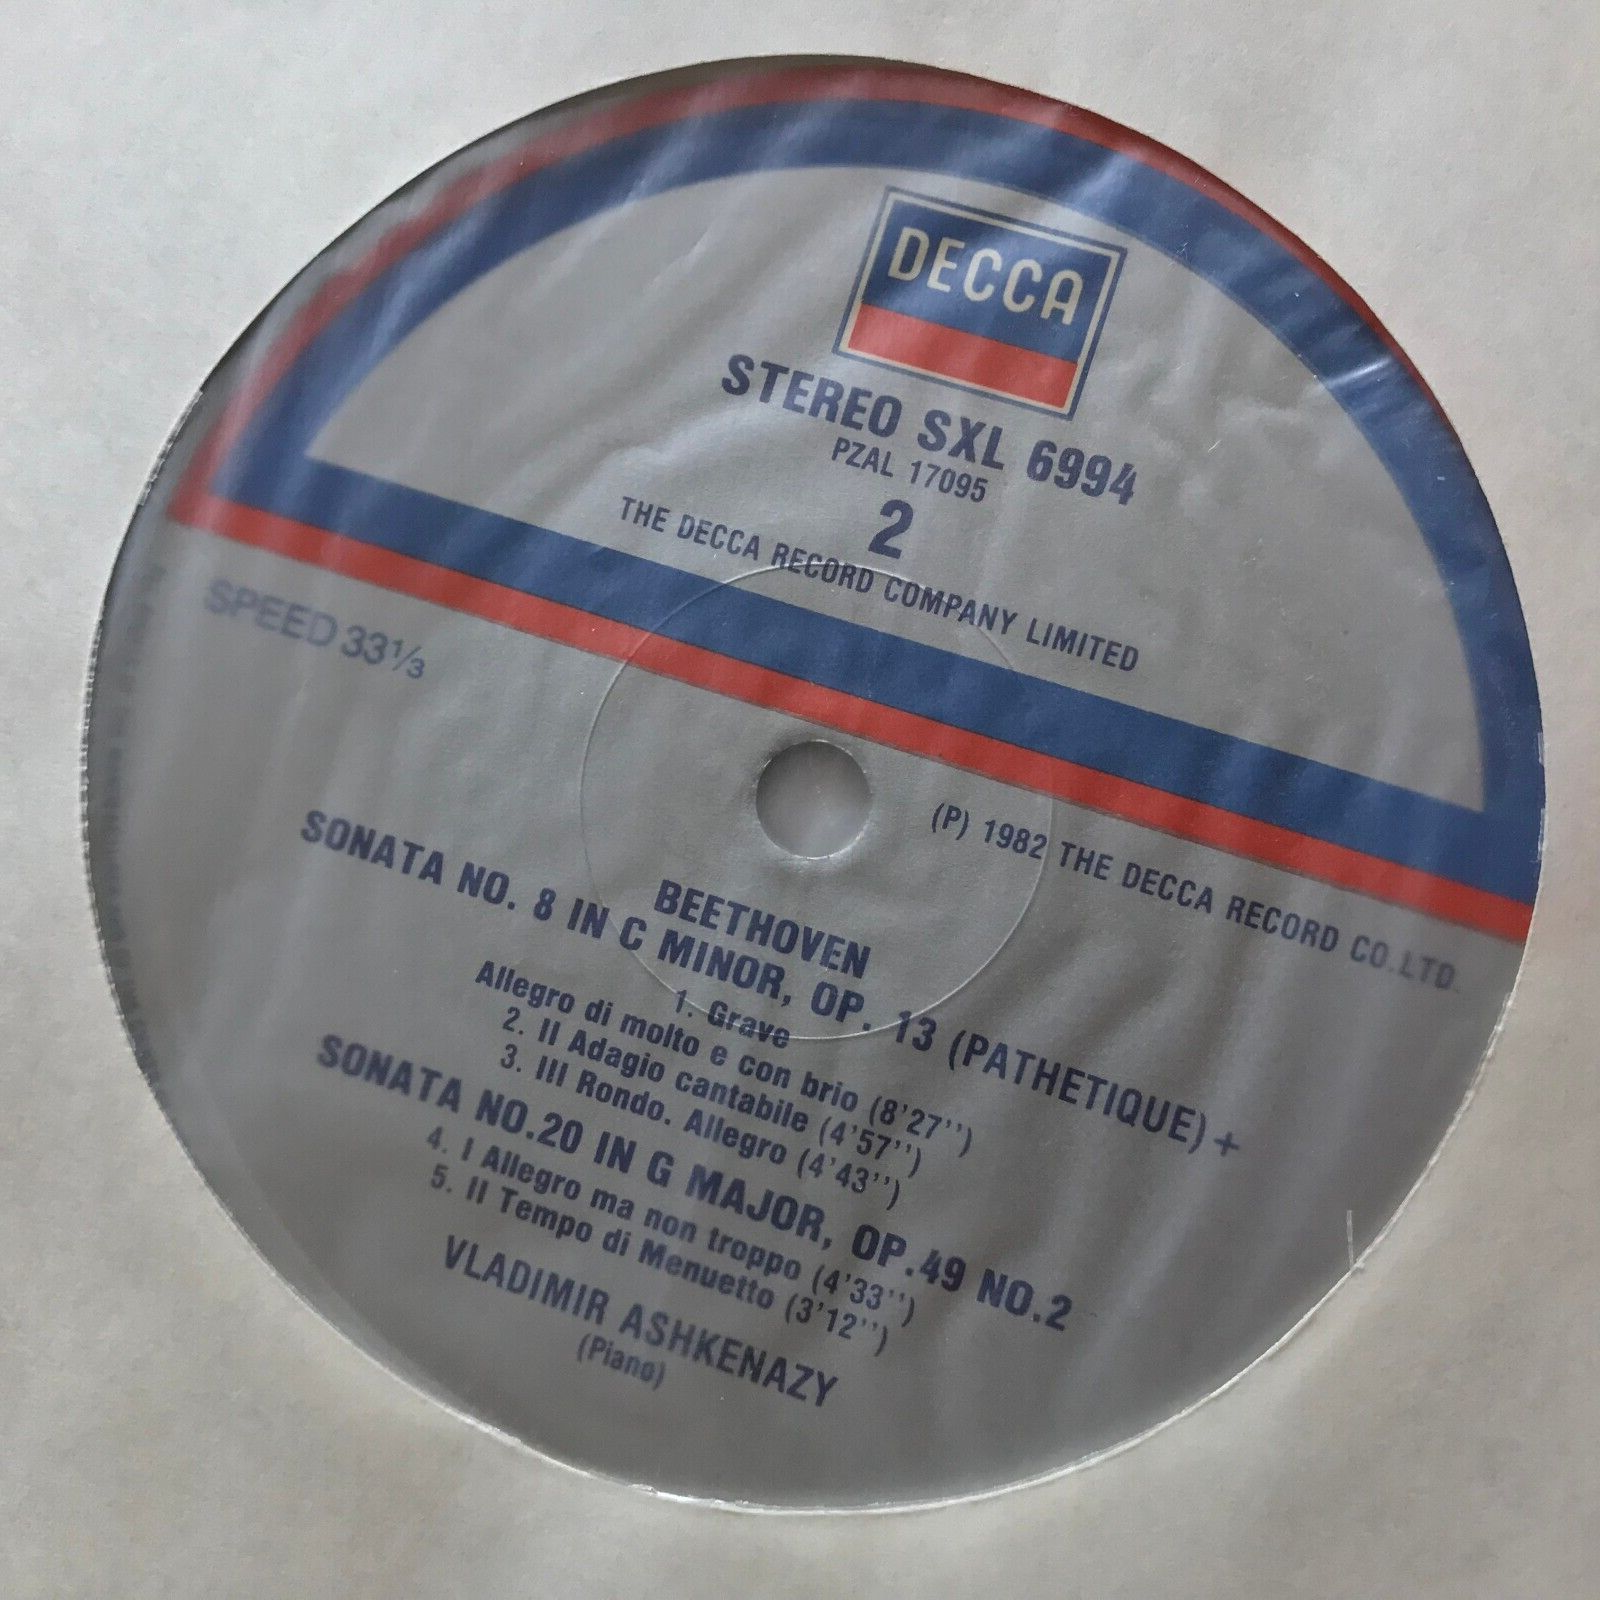 DECCA
STEREO SXL 6994
PZAL 17095
2
THE DECCA RECORD COMPANY LIMITED
SPEED 33⅓
(P) 1982 THE DECCA RECORD CO.LTD.
BEETHOVEN
SONATA NO. 8 IN C MINOR, OP. 13 (PATHETIQUE) +
1. Grave
Allegro di molto e con brio (8'27'')
2. II Adagio cantabile (4'57'')
3. III Rondo. Allegro (4'43'')
SONATA NO.20 IN G MAJOR, OP.49 NO.2
4. I Allegro ma non troppo (4'33'')
5. II Tempo di Menuetto (3'12'')
VLADIMIR ASHKENAZY
(Piano)